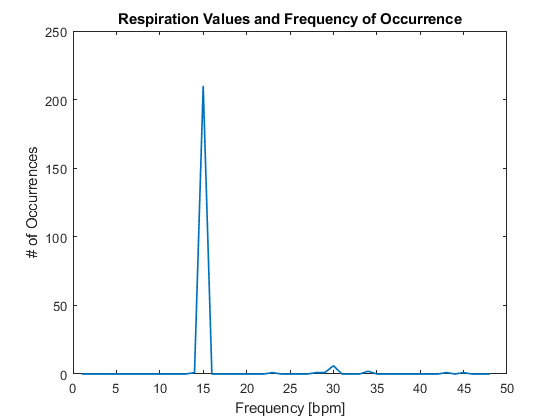 Respiration Values and Frequency of Occurrence
250
200
150
100
50
0
# of Occurrences
0 5 10 15 20 25 30 35 40 45 50
Frequency [bpm]